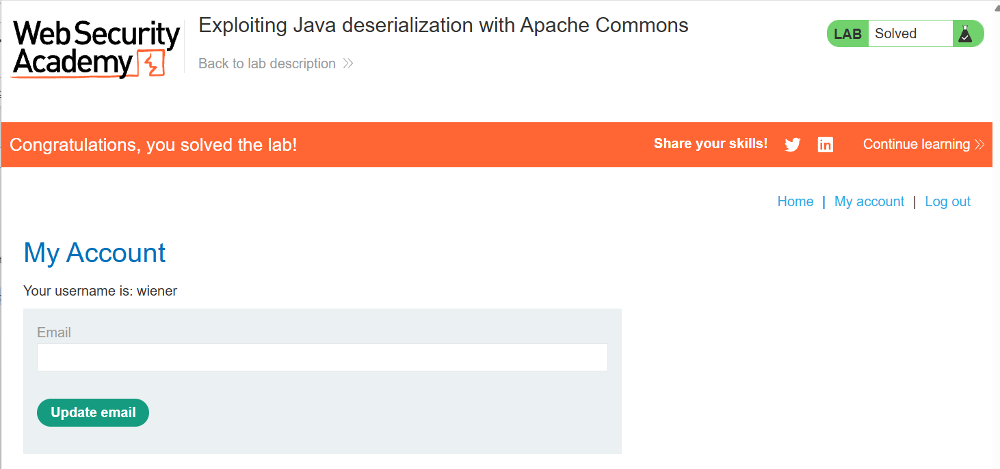 Web Security
Academy
Exploiting Java deserialization with Apache Commons
Back to lab description
LAB Solved
Congratulations, you solved the lab!
Share your skills!
Continue learning
Home | My account | Log out
My Account
Your username is: wiener
Email
Update email